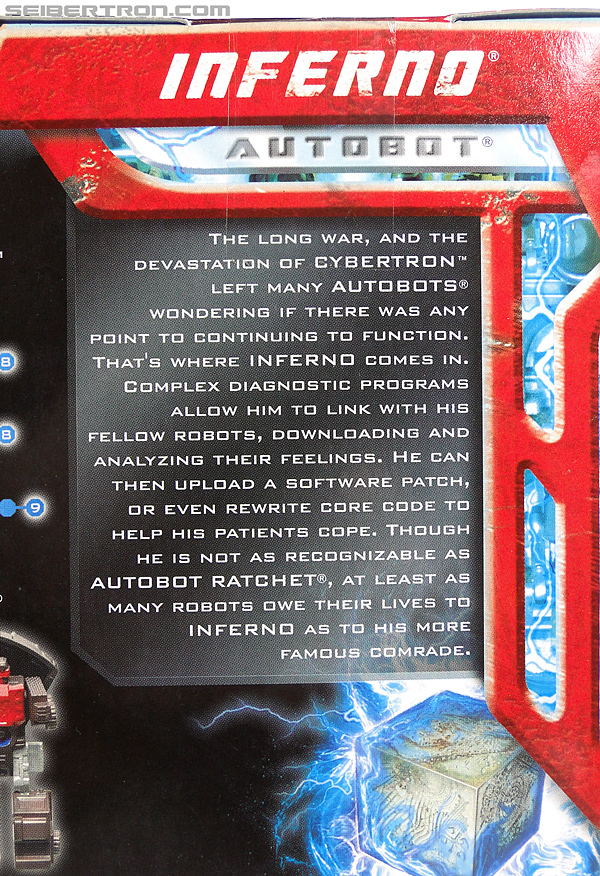 SEIBERTRON.COM
INFERNO®
AUTOBOT®
THE LONG WAR, AND THE
DEVASTATION OF CYBERTRON™
LEFT MANY AUTOBOTS®
WONDERING IF THERE WAS ANY
POINT TO CONTINUING TO FUNCTION.
THAT'S WHERE INFERNO COMES IN.
COMPLEX DIAGNOSTIC PROGRAMS
ALLOW HIM TO LINK WITH HIS
FELLOW ROBOTS, DOWNLOADING AND
ANALYZING THEIR FEELINGS. HE CAN
THEN UPLOAD A SOFTWARE PATCH,
OR EVEN REWRITE CORE CODE TO
HELP HIS PATIENTS COPE. THOUGH
HE IS NOT AS RECOGNIZABLE AS
AUTOBOT RATCHET®, AT LEAST AS
MANY ROBOTS OWE THEIR LIVES TO
INFERNO AS TO HIS MORE
FAMOUS COMRADE.
8
8
9